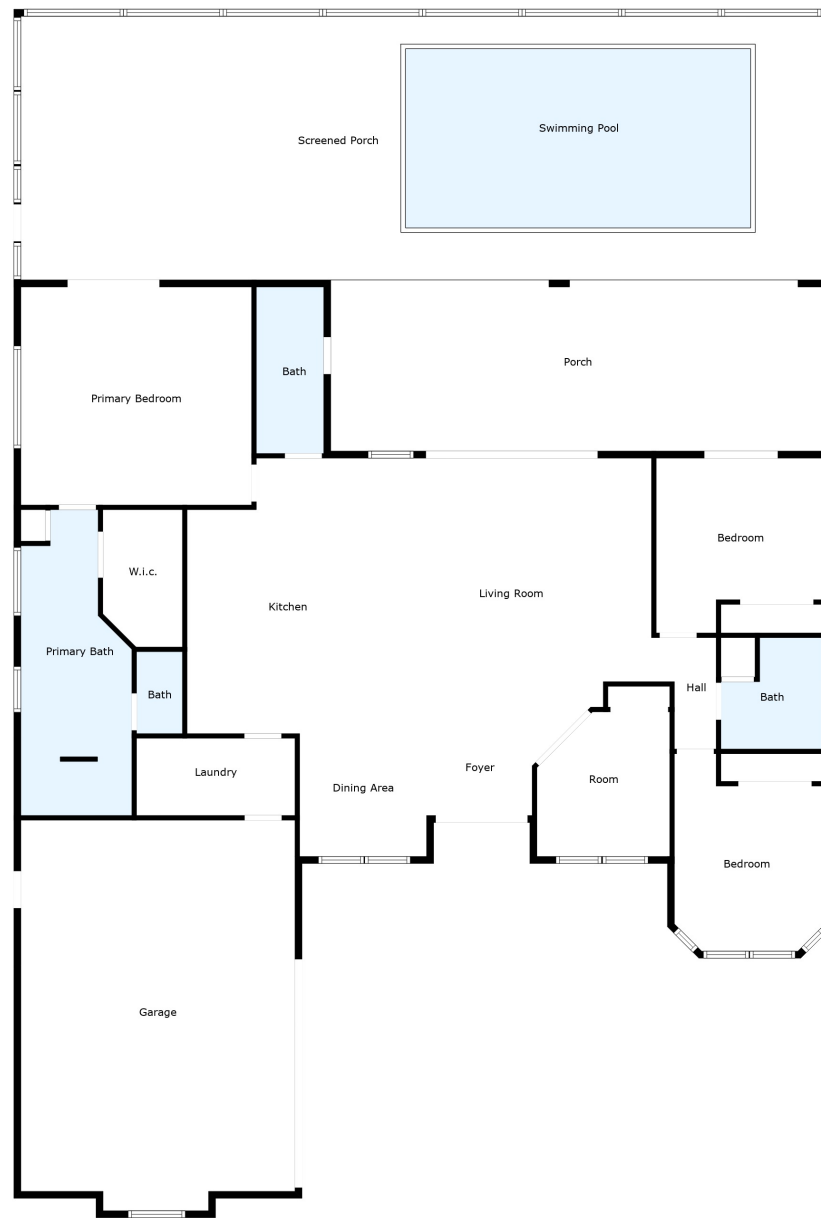 Swimming Pool
Screened Porch
Porch
Bath
Primary Bedroom
Bedroom
W.i.c.
Living Room
Kitchen
Primary Bath
Bath
Hall
Bath
Foyer
Laundry
Room
Dining Area
Bedroom
Garage